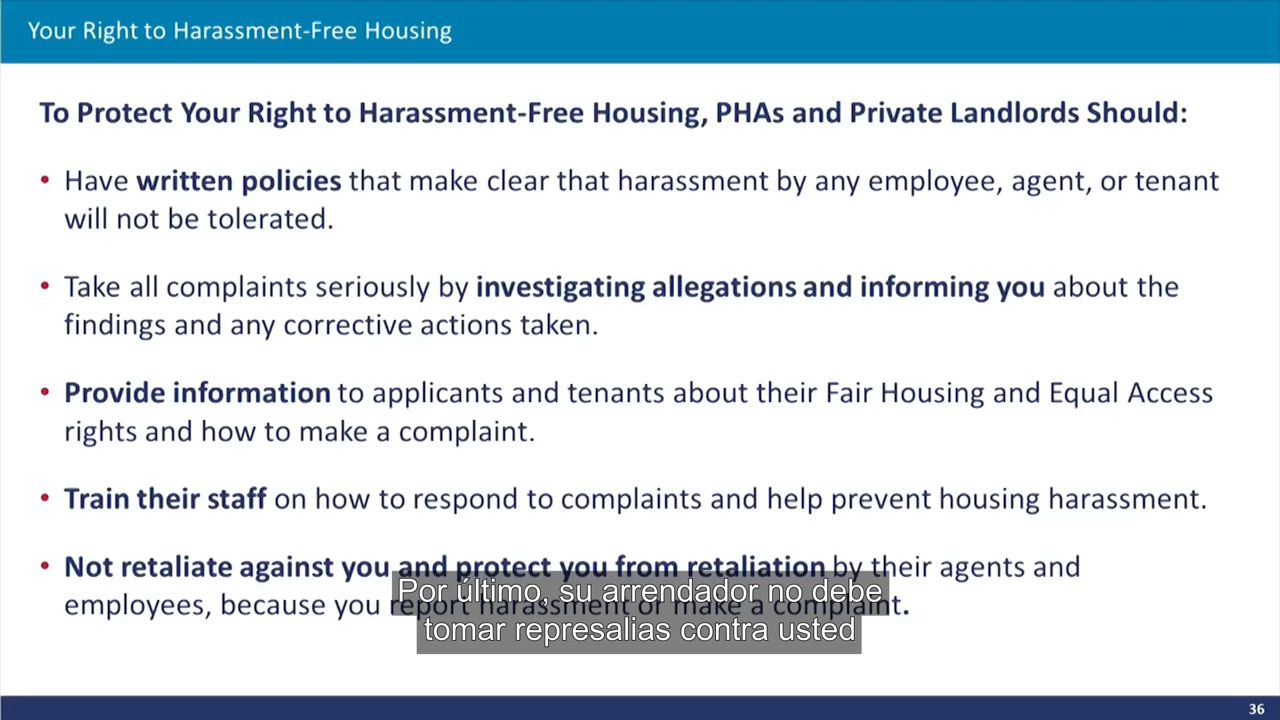 Your Right to Harassment-Free Housing
To Protect Your Right to Harassment-Free Housing, PHAs and Private Landlords Should:
• Have written policies that make clear that harassment by any employee, agent, or tenant
will not be tolerated.
• Take all complaints seriously by investigating allegations and informing you about the
findings and any corrective actions taken.
• Provide information to applicants and tenants about their Fair Housing and Equal Access
rights and how to make a complaint.
• Train their staff on how to respond to complaints and help prevent housing harassment.
• Not retaliate against you and protect you from retaliation by their agents and
employees, because you report harassment or make a complaint.
Por último, su arrendador no debe
tomar represalias contra usted
36